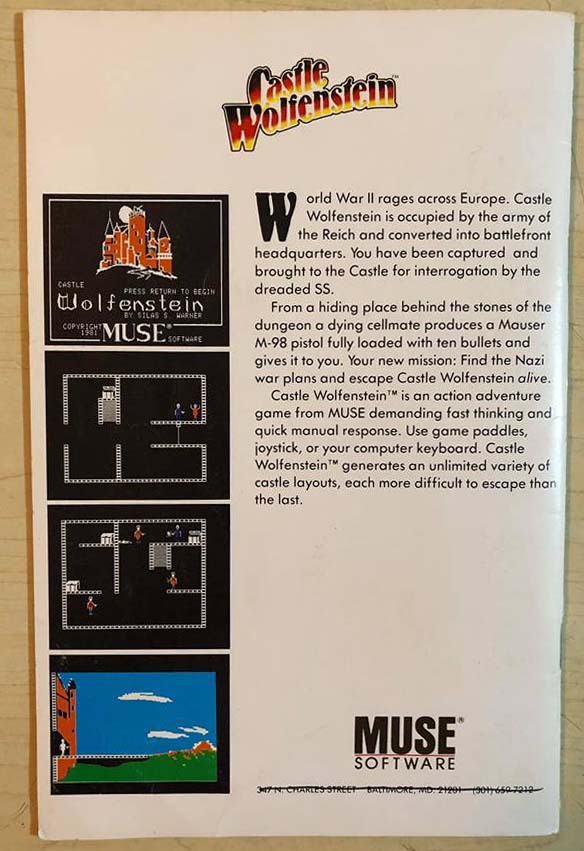 Castle
Wolfenstein™
CASTLE
PRESS RETURN TO BEGIN
Wolfenstein
BY SILAS S. WARNER
COPYRIGHT
1981
MUSE®
SOFTWARE
World War II rages across Europe. Castle
Wolfenstein is occupied by the army of
the Reich and converted into battlefront
headquarters. You have been captured and
brought to the Castle for interrogation by the
dreaded SS.
From a hiding place behind the stones of the
dungeon a dying cellmate produces a Mauser
M-98 pistol fully loaded with ten bullets and
gives it to you. Your new mission: Find the Nazi
war plans and escape Castle Wolfenstein alive.
Castle Wolfenstein™ is an action adventure
game from MUSE demanding fast thinking and
quick manual response. Use game paddles,
joystick, or your computer keyboard. Castle
Wolfenstein™ generates an unlimited variety of
castle layouts, each more difficult to escape than
the last.
MUSE®
SOFTWARE
347 N. CHARLES STREET BALTIMORE, MD. 21201 (301) 659-7212